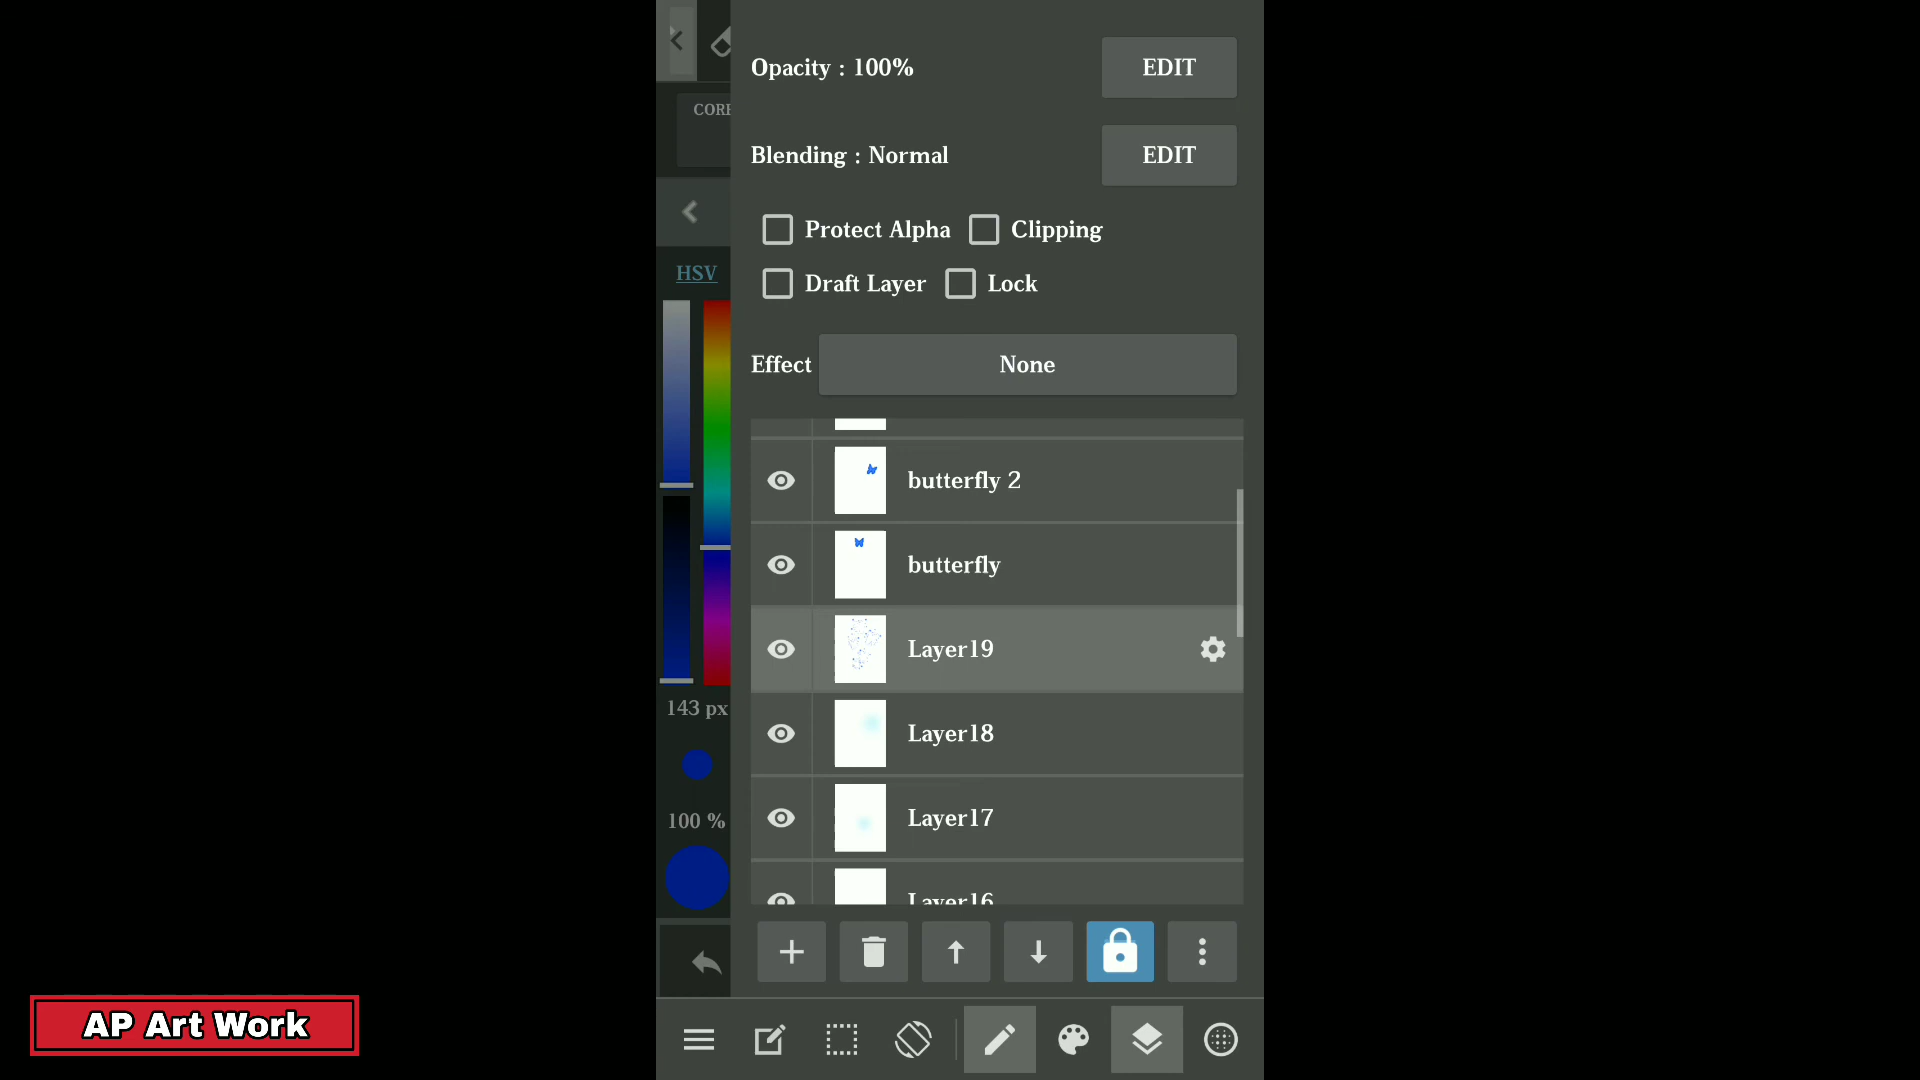 Opacity : 100%
EDIT
Blending : Normal
EDIT
Protect Alpha
Clipping
Draft Layer
Lock
HSV
Effect
None
butterfly 2
butterfly
Layer19
Layer18
Layer17
Layer16
143 px
100 %
AP Art Work